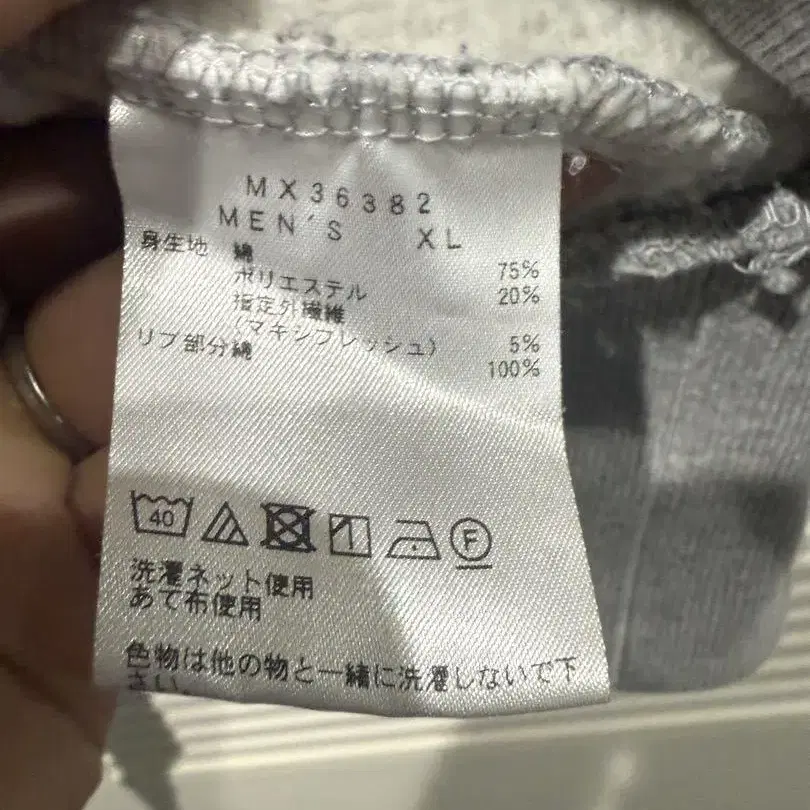 MX36382
MEN'S XL
身生地 綿 75%
ポリエステル 20%
指定外繊維
(マキシフレッシュ) 5%
リブ部分綿 100%
40
F
洗濯ネット使用
あて布使用
色物は他の物と一緒に洗濯しないで下
さい。